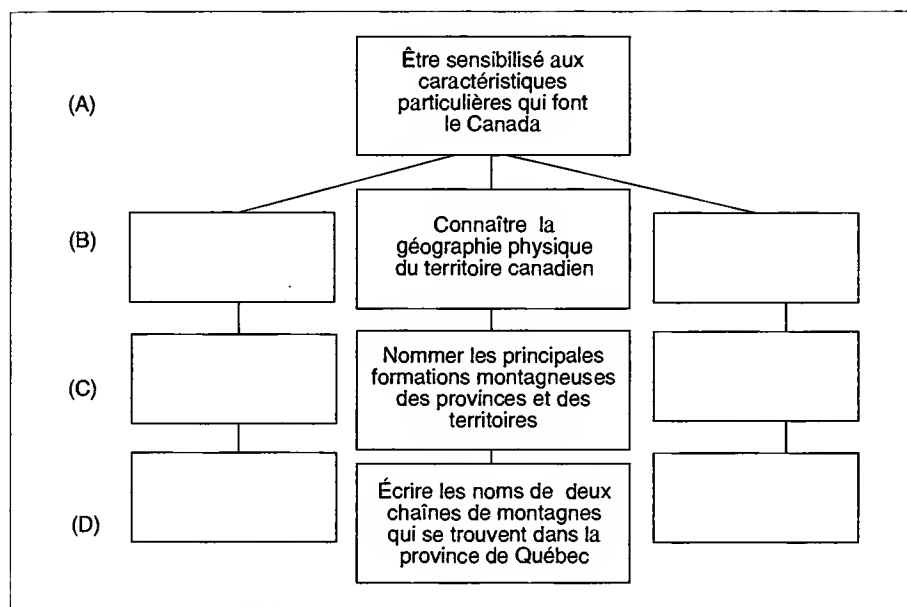 (A)
Être sensibilisé aux
caractéristiques
particulières qui font
le Canada
(B)
Connaître la
géographie physique
du territoire canadien
(C)
Nommer les principales
formations montagneuses
des provinces et des
territoires
(D)
Écrire les noms de deux
chaînes de montagnes
qui se trouvent dans la
province de Québec